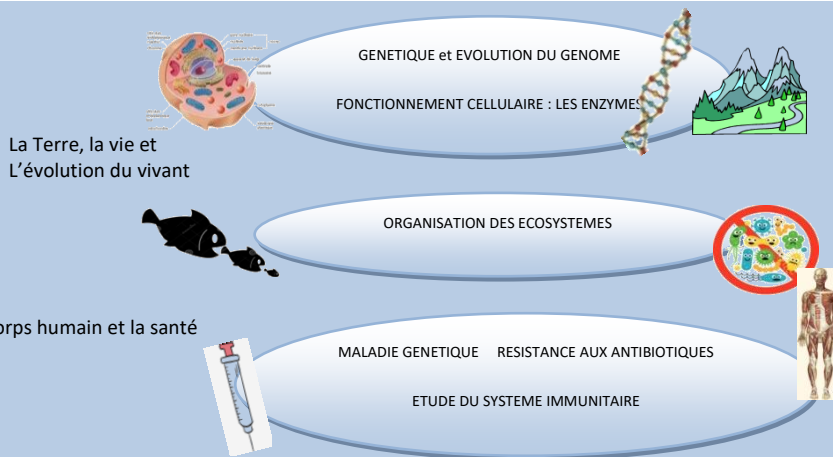 GENETIQUE et EVOLUTION DU GENOME
FONCTIONNEMENT CELLULAIRE : LES ENZYMES
La Terre, la vie et
L’évolution du vivant
ORGANISATION DES ECOSYSTEMES
orps humain et la santé
MALADIE GENETIQUE RESISTANCE AUX ANTIBIOTIQUES
ETUDE DU SYSTEME IMMUNITAIRE